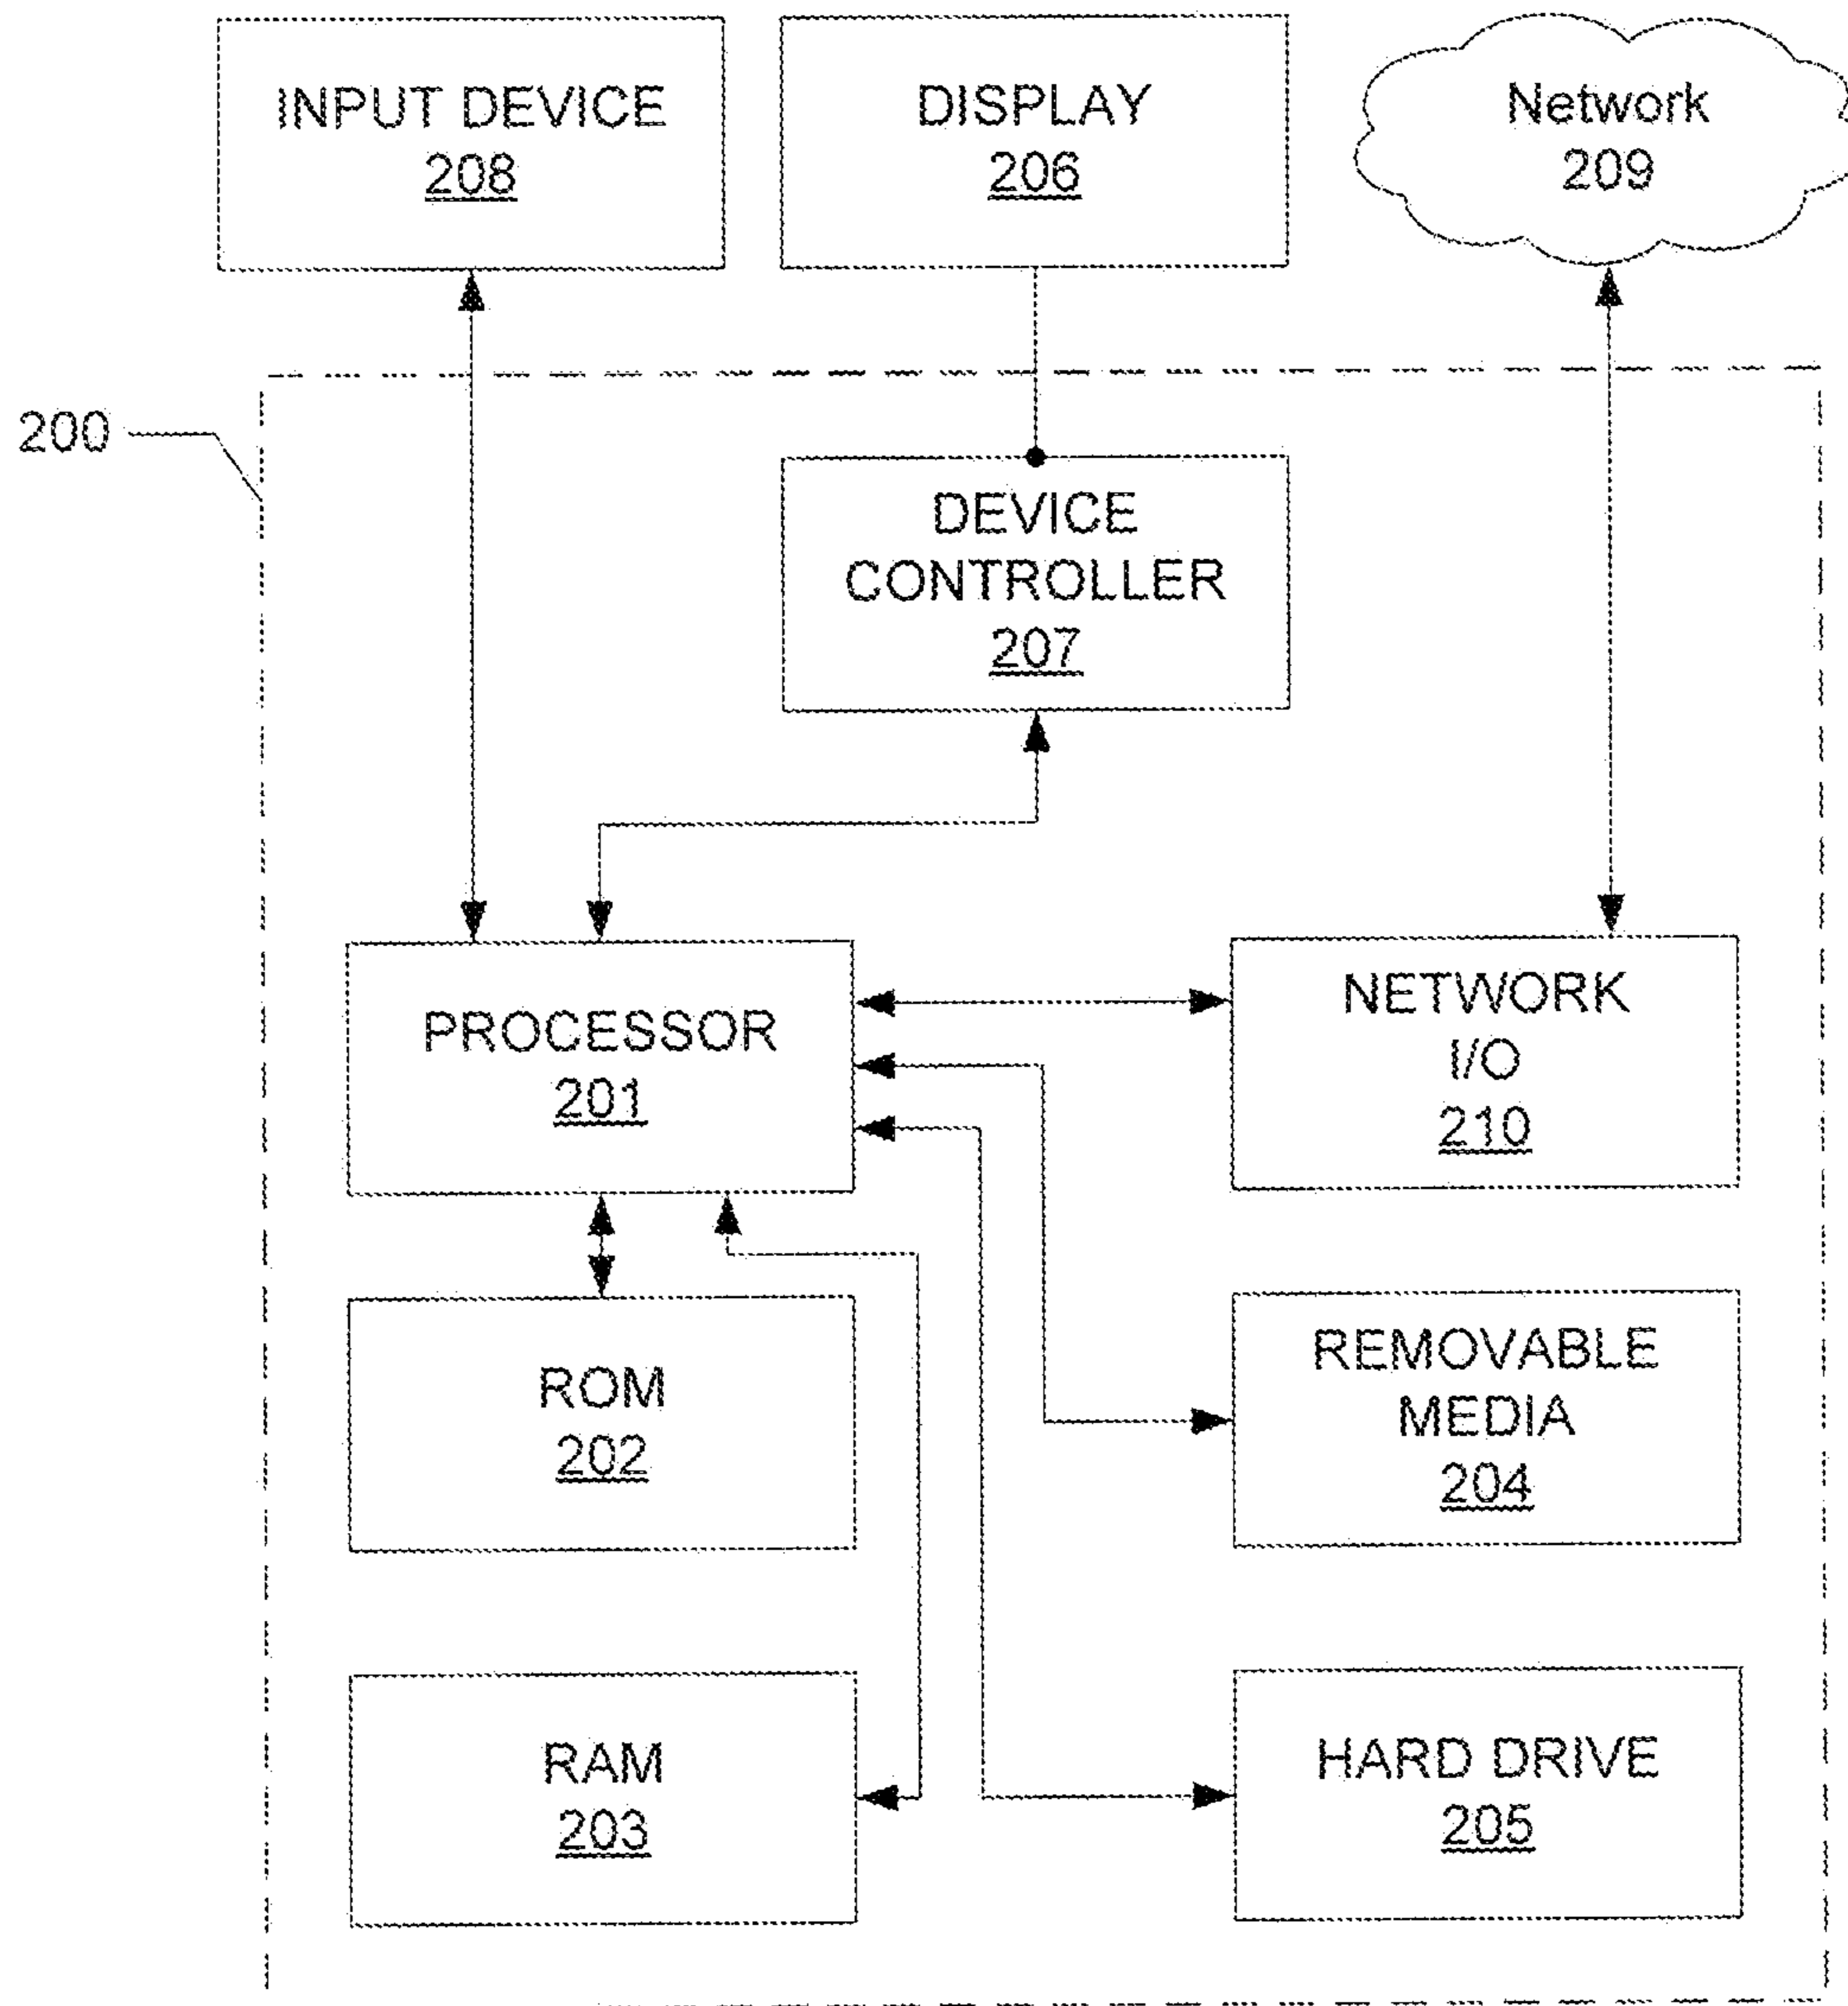 INPUT DEVICE
208
DISPLAY
206
Network
209
200
DEVICE
CONTROLLER
207
PROCESSOR
201
NETWORK
I/O
210
ROM
202
REMOVABLE
MEDIA
204
RAM
203
HARD DRIVE
205